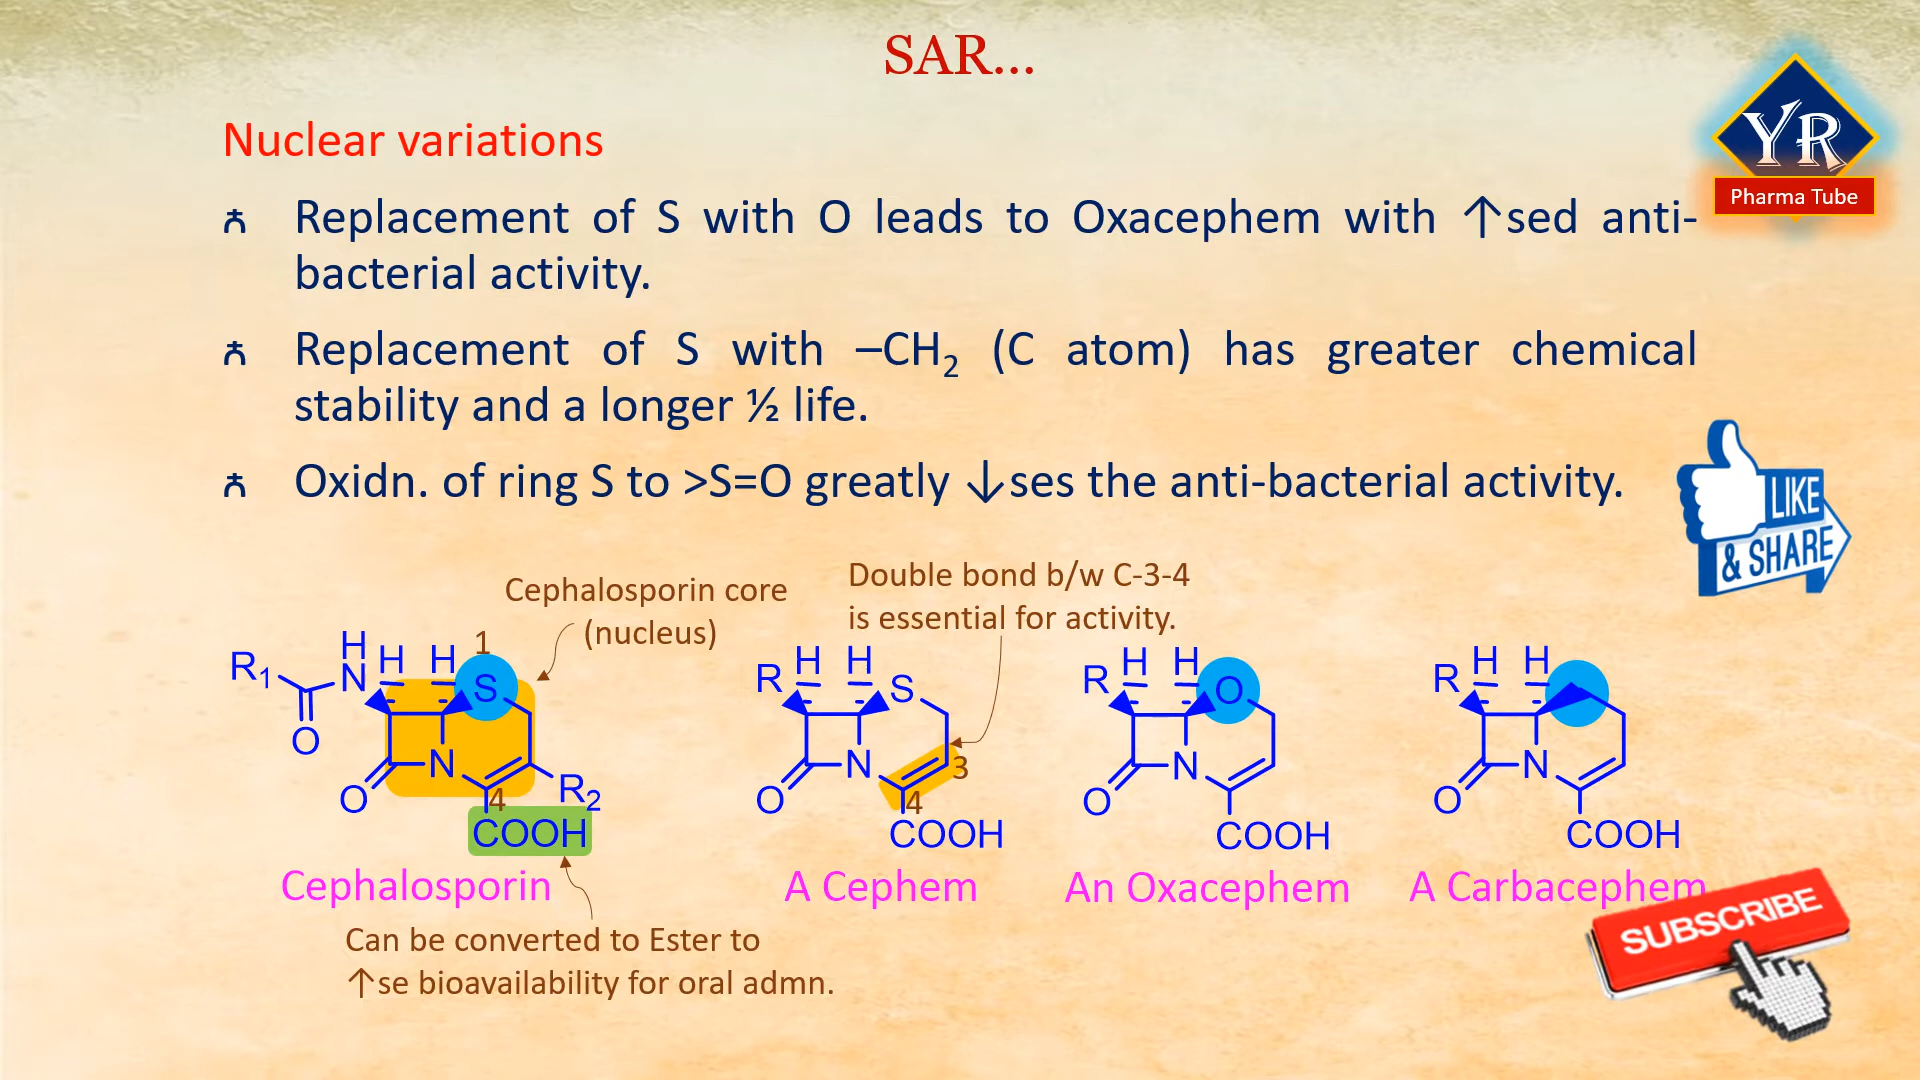 SAR...
YR
Pharma Tube
Nuclear variations
Replacement of S with O leads to Oxacephem with ↑sed anti-
bacterial activity.
Replacement of S with –CH₂ (C atom) has greater chemical
stability and a longer ½ life.
Oxidn. of ring S to >S=O greatly ↓ses the anti-bacterial activity.
LIKE
& SHARE
Cephalosporin core
(nucleus)
Double bond b/w C-3-4
is essential for activity.
R₁ H N H H 1 S
O N O 4 R₂
COOH
R H H S
N O 3 4
COOH
R H H O
N O
COOH
R H H
N O
COOH
Cephalosporin
A Cephem
An Oxacephem
A Carbacephem
Can be converted to Ester to
↑se bioavailability for oral admn.
SUBSCRIBE